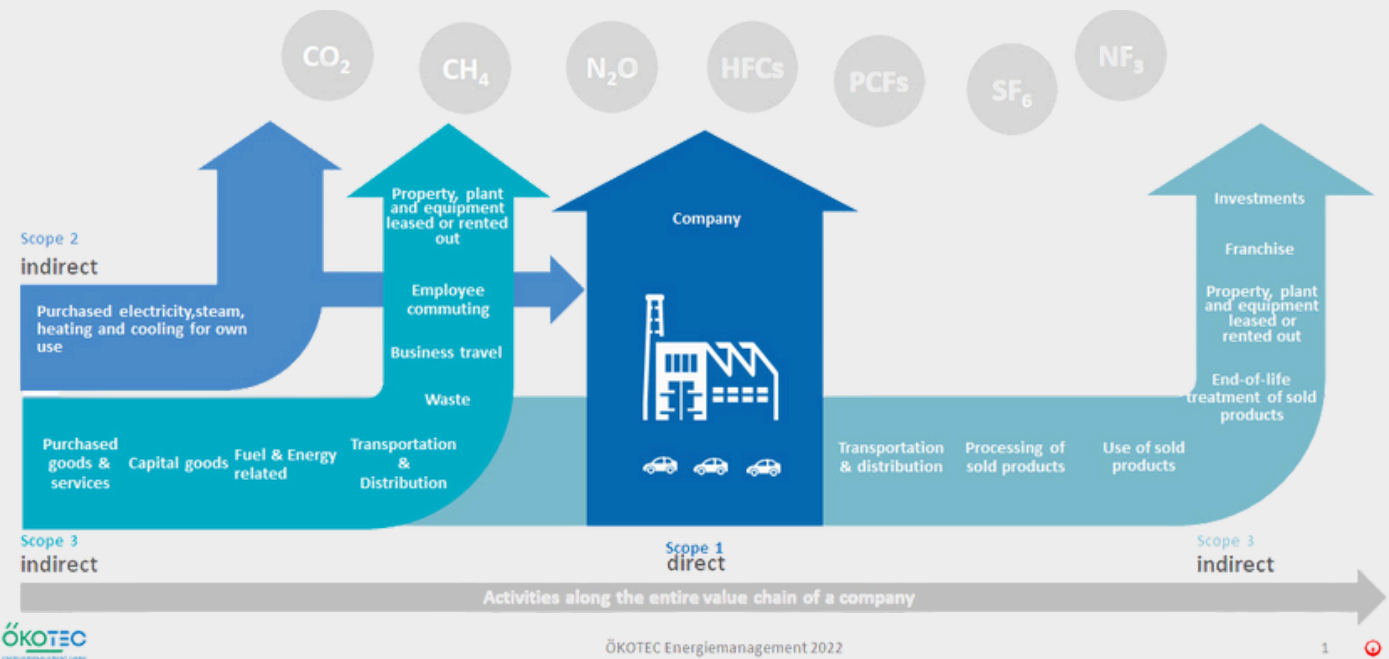 CO₂
CH₄
N₂O
HFCs
PCFs
SF₆
NF₃
Scope 2
indirect
Purchased electricity,steam,
heating and cooling for own
use
Property, plant
and equipment
leased or rented
out
Employee
commuting
Business travel
Waste
Purchased
goods &
services
Capital goods
Fuel & Energy
related
Transportation
&
Distribution
Scope 3
indirect
Company
Scope 1
direct
Transportation
& distribution
Processing of
sold products
Use of sold
products
Investments
Franchise
Property, plant
and equipment
leased or
rented out
End-of-life
treatment of sold
products
Scope 3
indirect
Activities along the entire value chain of a company
ÖKOTEC
ÖKOTEC Energiemanagement 2022
1